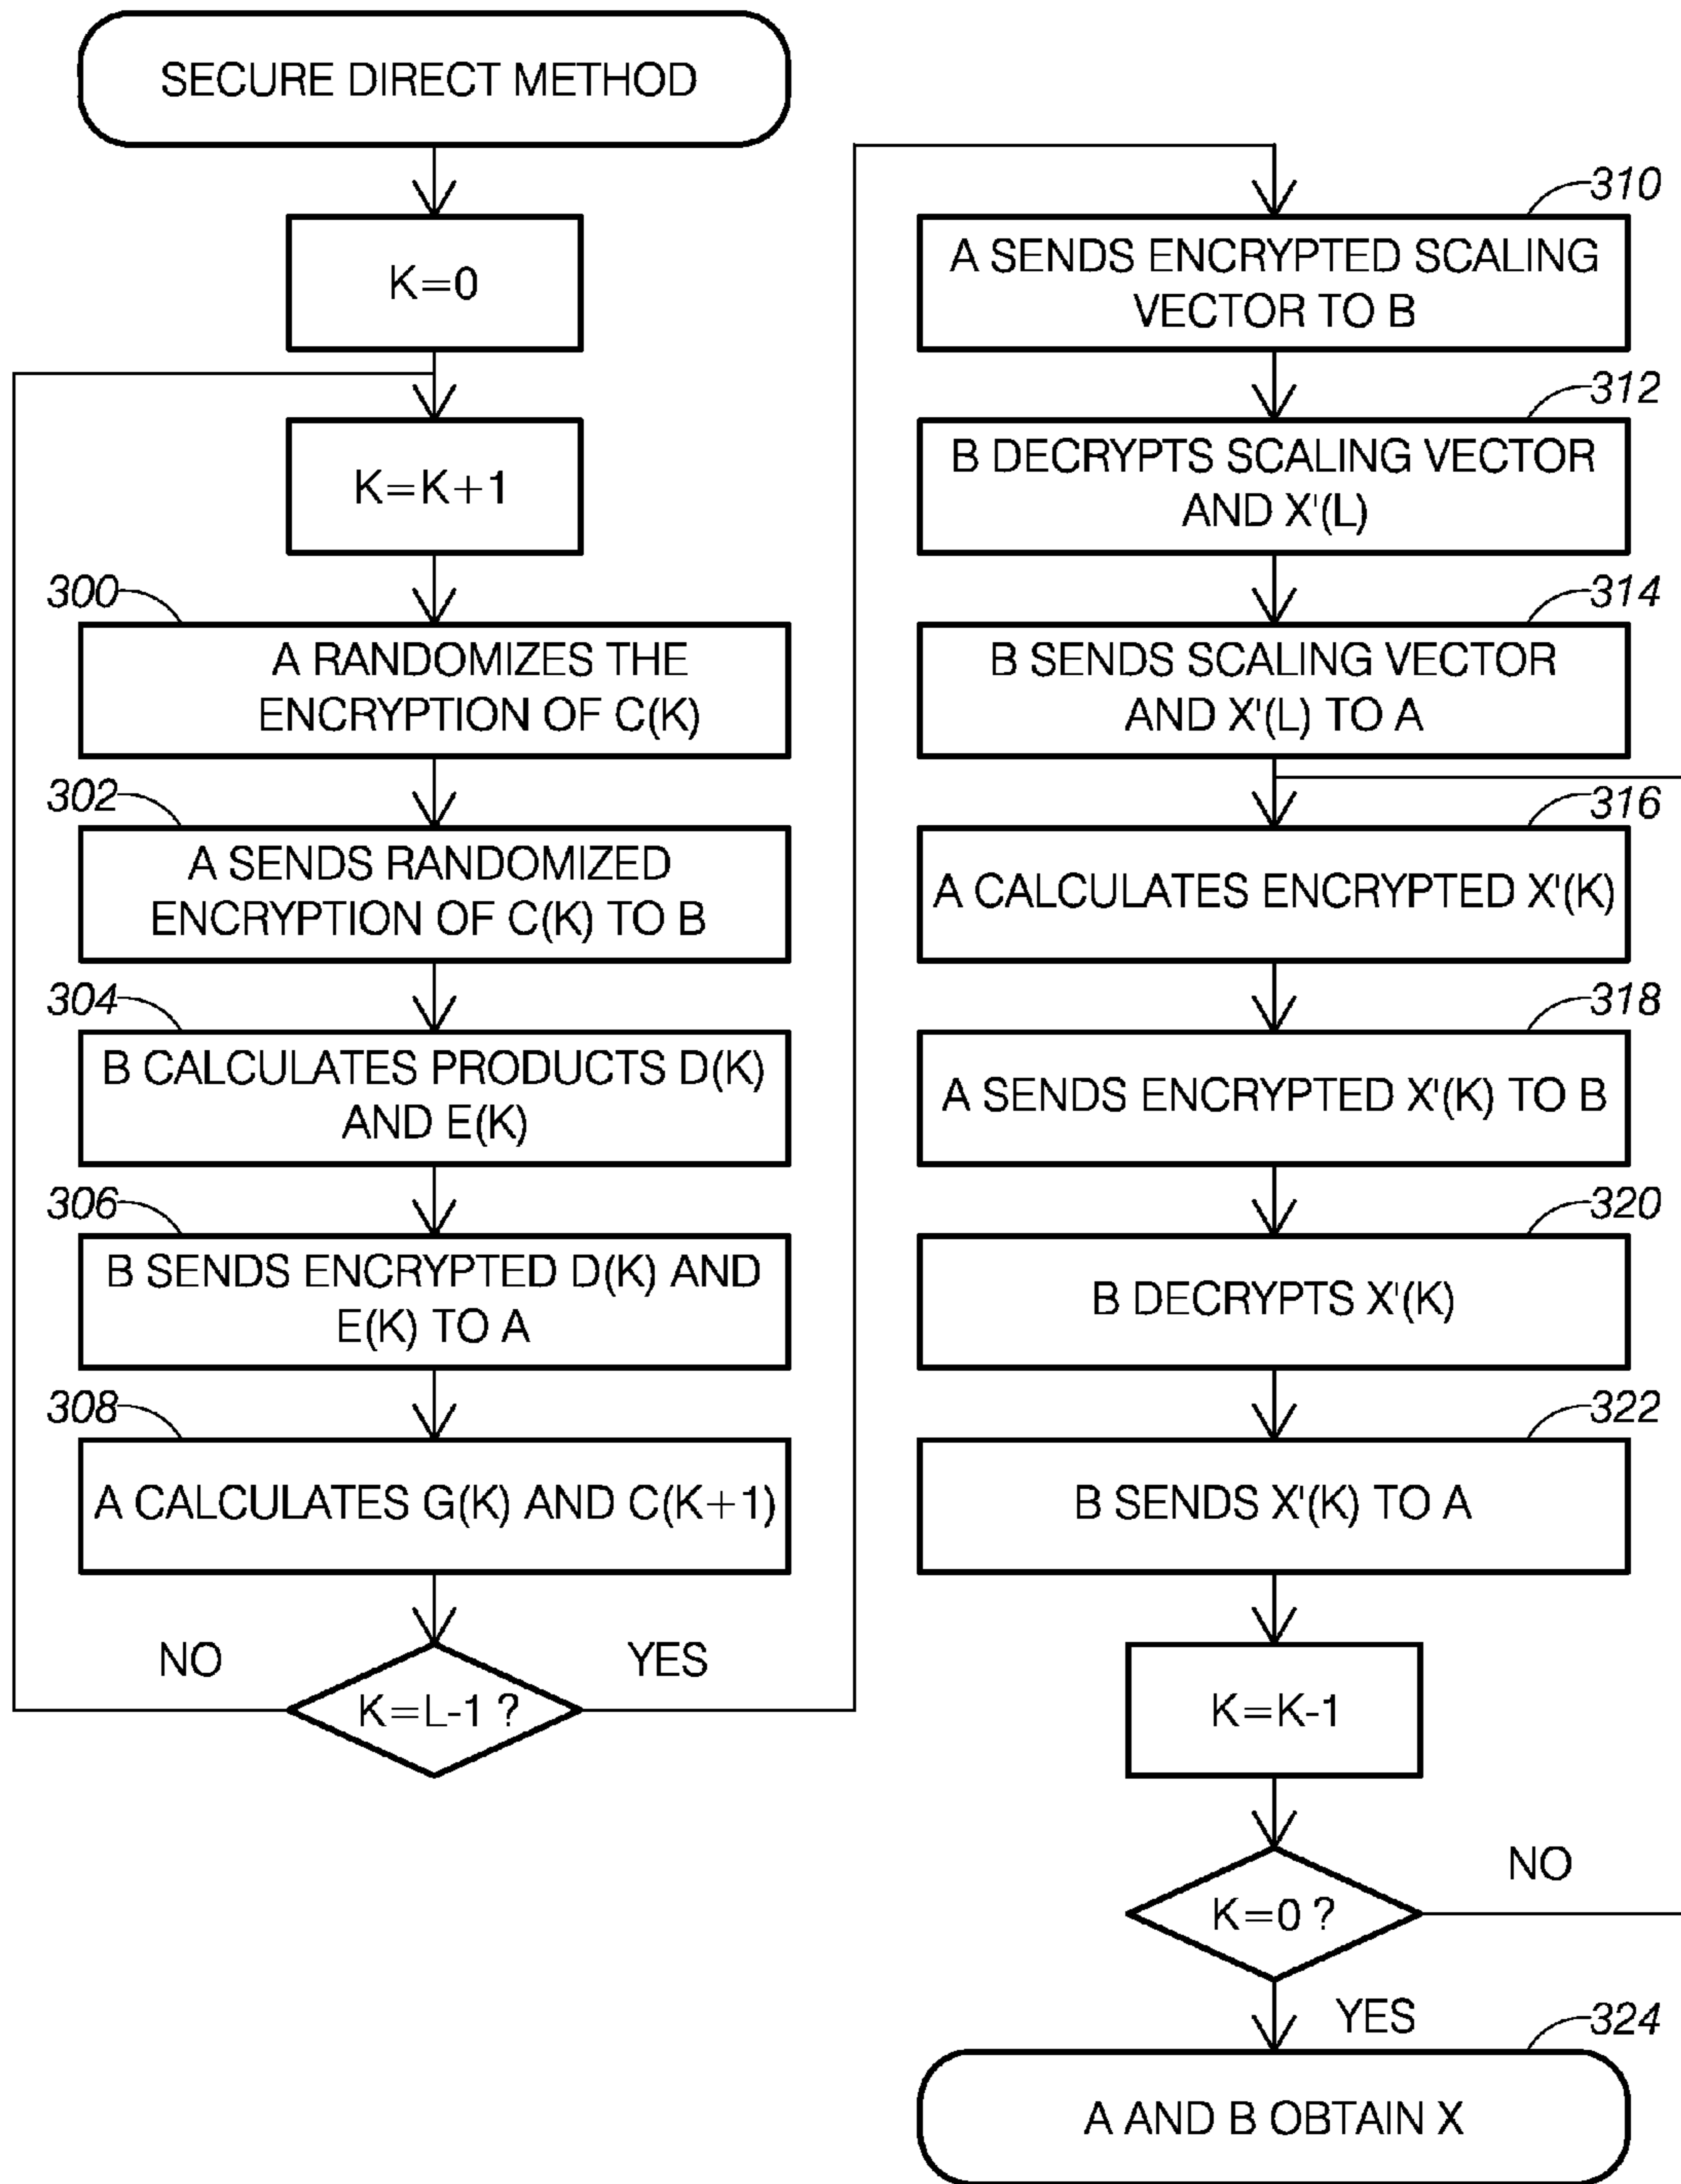 SECURE DIRECT METHOD
K=0
K=K+1
300
A RANDOMIZES THE
ENCRYPTION OF C(K)
302
A SENDS RANDOMIZED
ENCRYPTION OF C(K) TO B
304
B CALCULATES PRODUCTS D(K)
AND E(K)
306
B SENDS ENCRYPTED D(K) AND
E(K) TO A
308
A CALCULATES G(K) AND C(K+1)
NO
YES
K=L-1 ?
310
A SENDS ENCRYPTED SCALING
VECTOR TO B
312
B DECRYPTS SCALING VECTOR
AND X'(L)
314
B SENDS SCALING VECTOR
AND X'(L) TO A
316
A CALCULATES ENCRYPTED X'(K)
318
A SENDS ENCRYPTED X'(K) TO B
320
B DECRYPTS X'(K)
322
B SENDS X'(K) TO A
K=K-1
NO
K=0 ?
YES
324
A AND B OBTAIN X